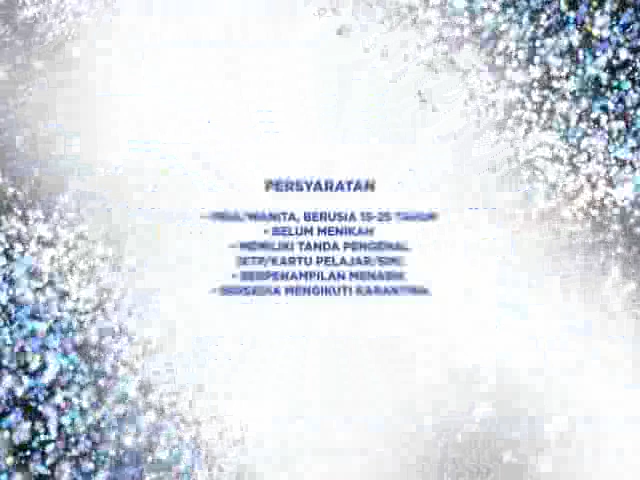 PERSYARATAN
- PRIA/WANITA, BERUSIA 15-25 TAHUN
- BELUM MENIKAH
- MEMILIKI TANDA PENGENAL
(KTP/KARTU PELAJAR/SIM)
- BERPENAMPILAN MENARIK
- BERSEDIA MENGIKUTI KARANTINA